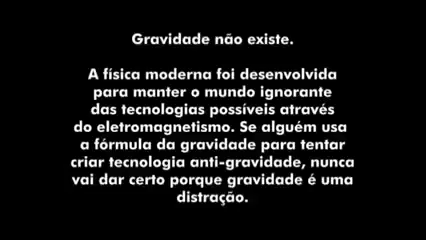 Gravidade não existe.
A física moderna foi desenvolvida
para manter o mundo ignorante
das tecnologias possíveis através
do eletromagnetismo. Se alguém usa
a fórmula da gravidade para tentar
criar tecnologia anti-gravidade, nunca
vai dar certo porque gravidade é uma
distração.